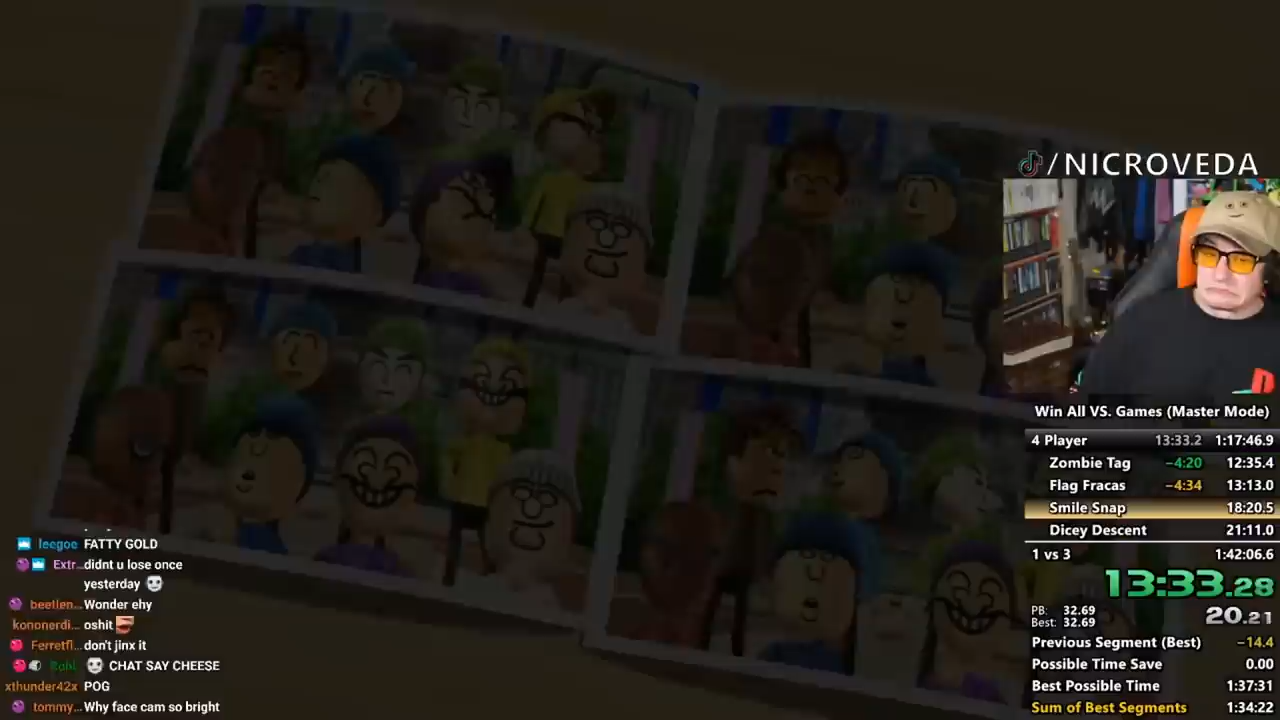 /NICROVEDA
Win All VS. Games (Master Mode)
4 Player 13:33.2 1:17:46.9
Zombie Tag −4:20 12:35.4
Flag Fracas −4:34 13:13.0
Smile Snap 18:20.5
Dicey Descent 21:11.0
1 vs 3 1:42:06.6
13:33.28
PB: 32.69
Best: 32.69
20.21
Previous Segment (Best) −14.4
Possible Time Save 0.00
Best Possible Time 1:37:31
Sum of Best Segments 1:34:22
leegoe FATTY GOLD
Extr... didnt u lose once
yesterday
beetlen... Wonder ehy
kononerdi... oshit
Ferretfl... don't jinx it
CHAT SAY CHEESE
xthunder42x POG
tommy... Why face cam so bright